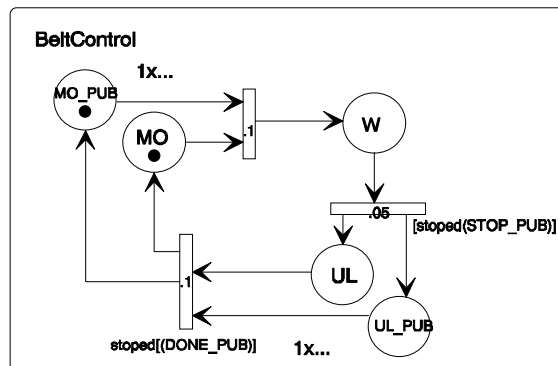 BeltControl
1x...
MO_PUB
MO
.1
W
.05
[stoped(STOP_PUB)]
UL
.1
UL_PUB
stoped[(DONE_PUB)]
1x...